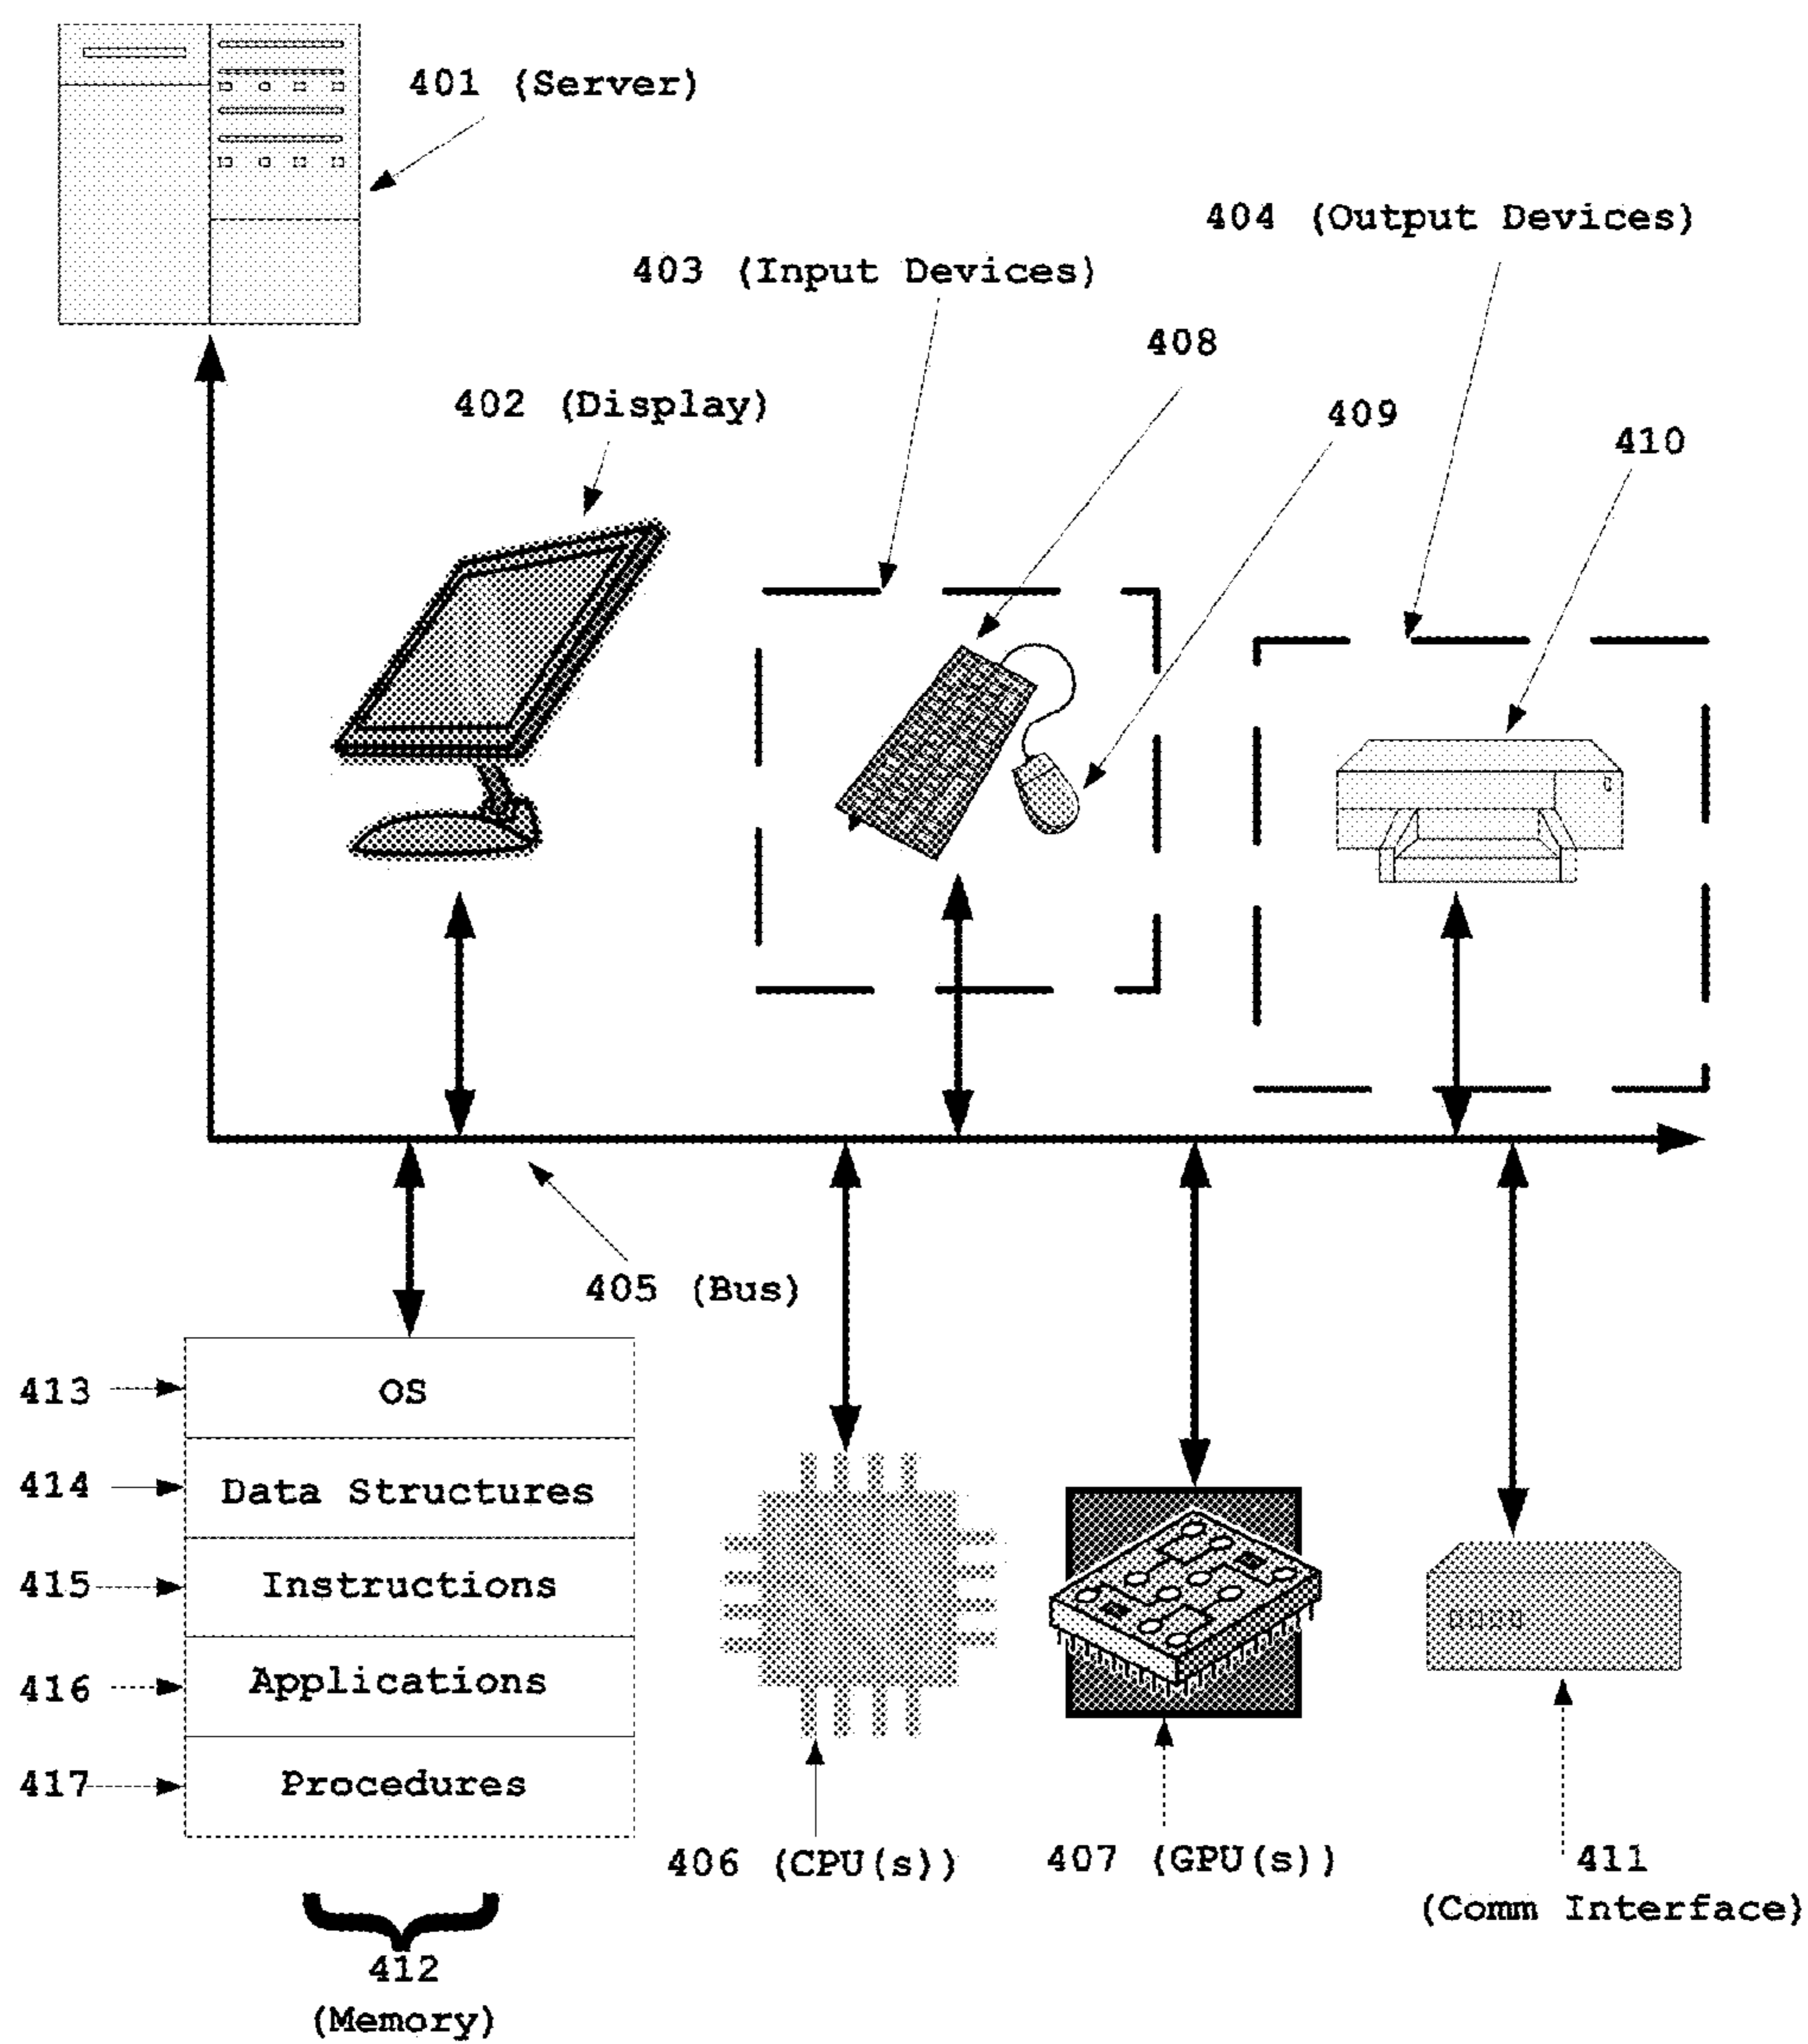 401 (Server)
404 (Output Devices)
403 (Input Devices)
408
402 (Display)
409
410
405 (Bus)
413
OS
414
Data Structures
415
Instructions
416
Applications
417
Procedures
406 (CPU(s))
407 (GPU(s))
411
(Comm Interface)
412
(Memory)